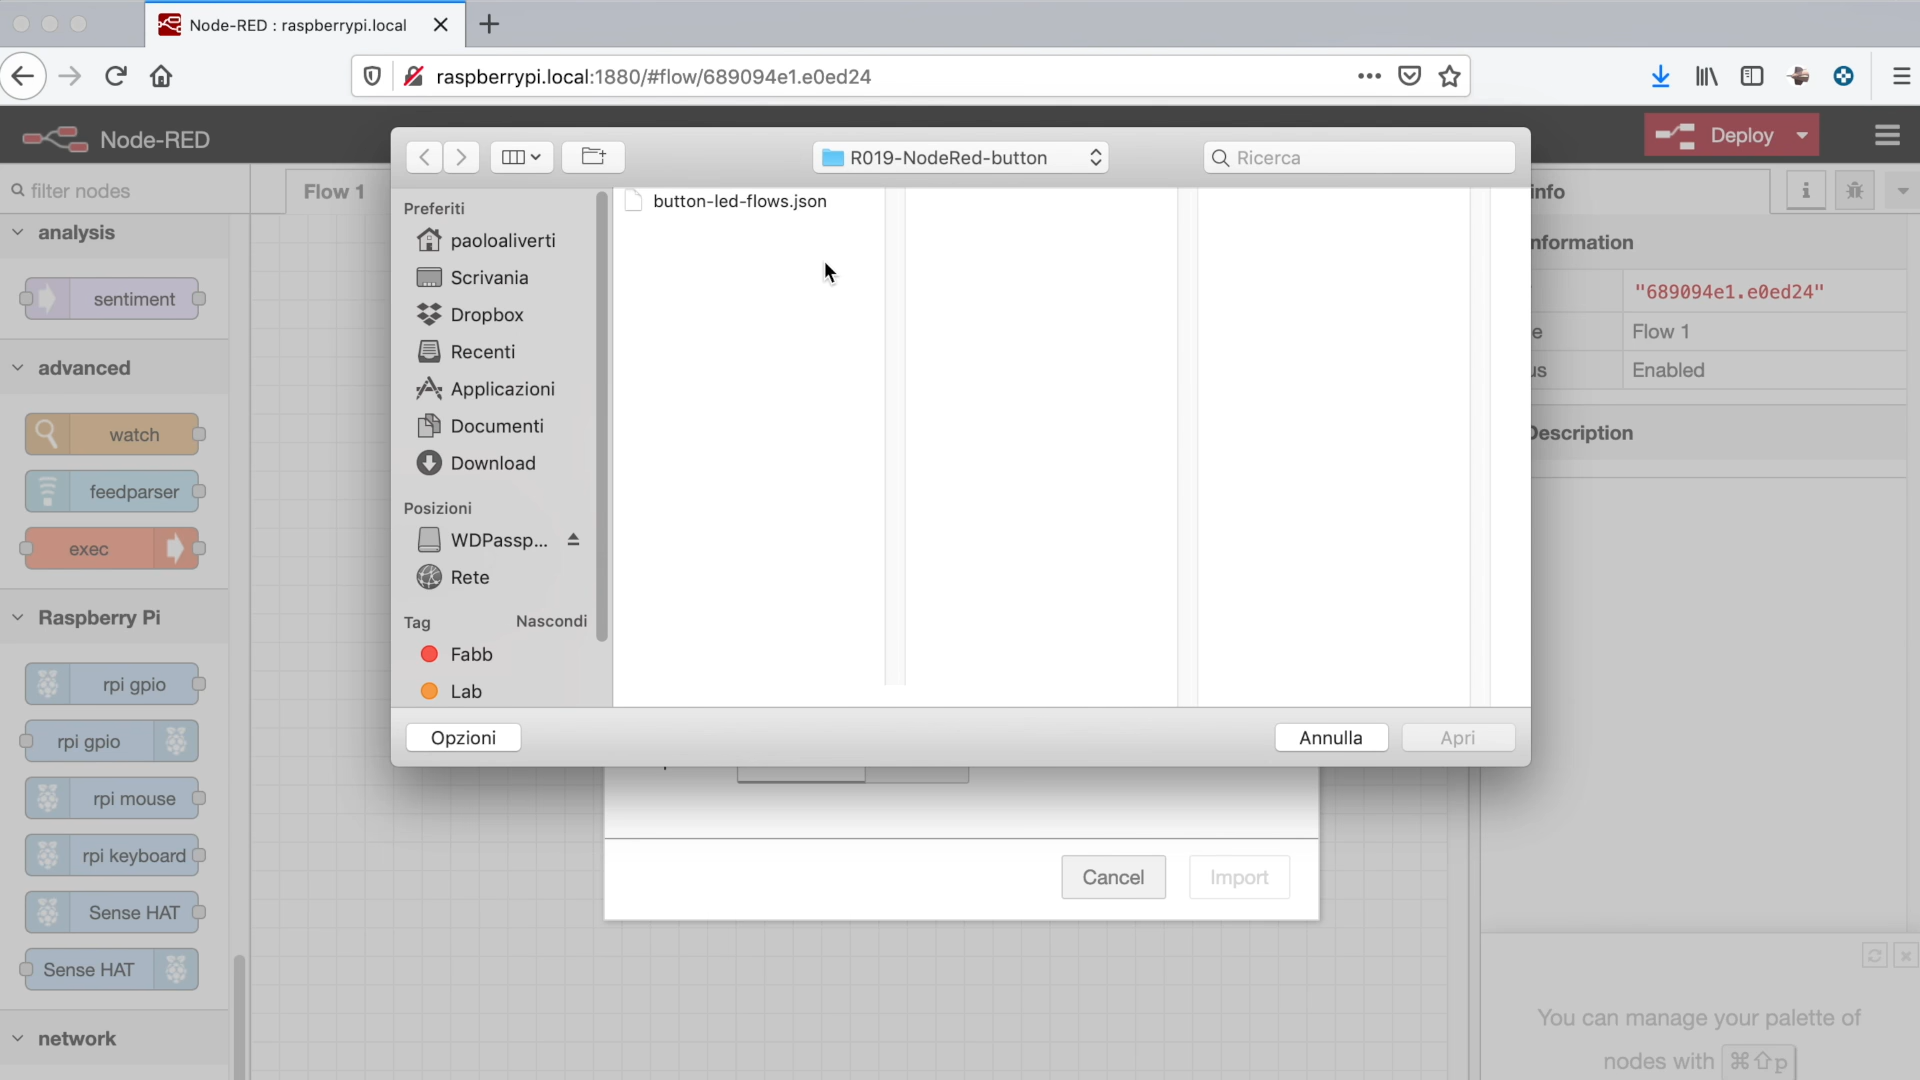 Node-RED : raspberrypi.local
raspberrypi.local:1880/#flow/689094e1.e0ed24
Node-RED
Deploy
R019-NodeRed-button
Ricerca
filter nodes
Flow 1
info
analysis
sentiment
advanced
watch
feedparser
exec
Raspberry Pi
rpi gpio
rpi gpio
rpi mouse
rpi keyboard
Sense HAT
Sense HAT
network
Preferiti
paoloaliverti
Scrivania
Dropbox
Recenti
Applicazioni
Documenti
Download
Posizioni
WDPassp...
Rete
Tag Nascondi
Fabb
Lab
button-led-flows.json
Opzioni
Annulla
Apri
Cancel
Import
nformation
"689094e1.e0ed24"
e Flow 1
us Enabled
Description
You can manage your palette of
nodes with ⌘⇧p